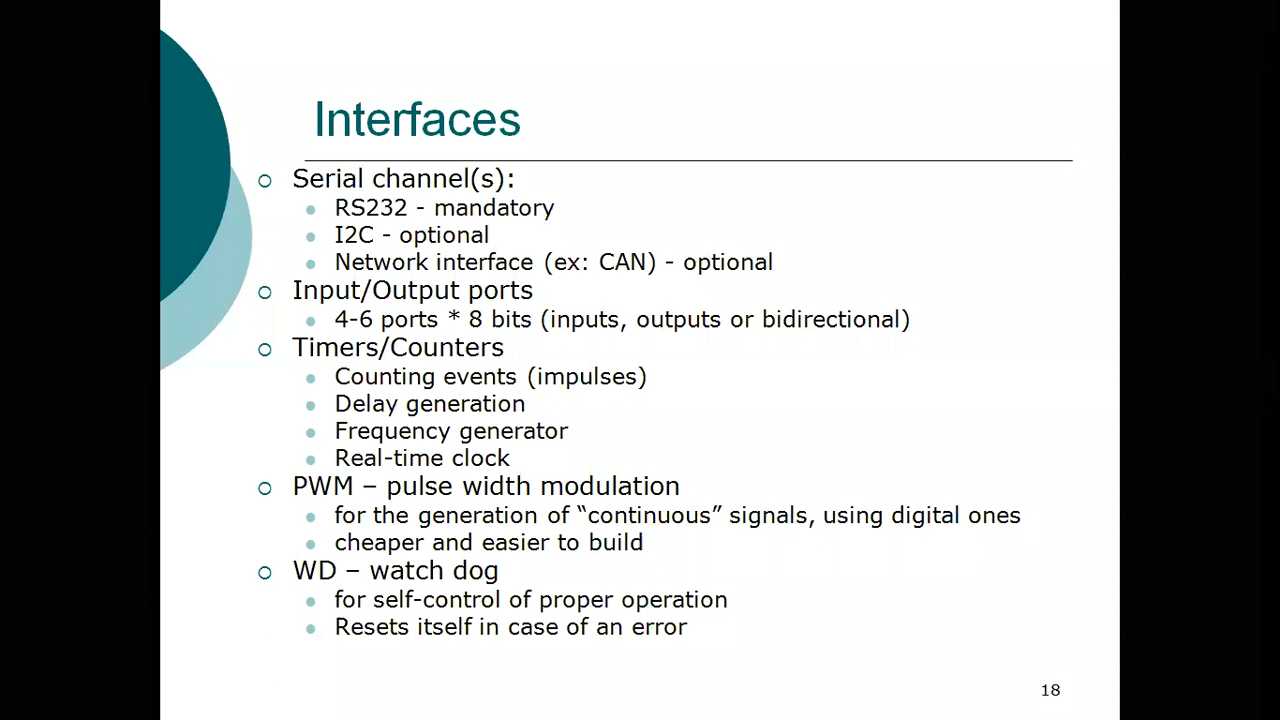 Interfaces
Serial channel(s):
RS232 - mandatory
I2C - optional
Network interface (ex: CAN) - optional
Input/Output ports
4-6 ports * 8 bits (inputs, outputs or bidirectional)
Timers/Counters
Counting events (impulses)
Delay generation
Frequency generator
Real-time clock
PWM – pulse width modulation
for the generation of “continuous” signals, using digital ones
cheaper and easier to build
WD – watch dog
for self-control of proper operation
Resets itself in case of an error
18